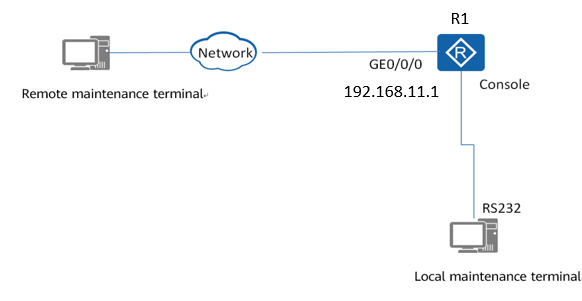 R1
R
Network
GE0/0/0
Remote maintenance terminal
192.168.11.1
Console
RS232
Local maintenance terminal